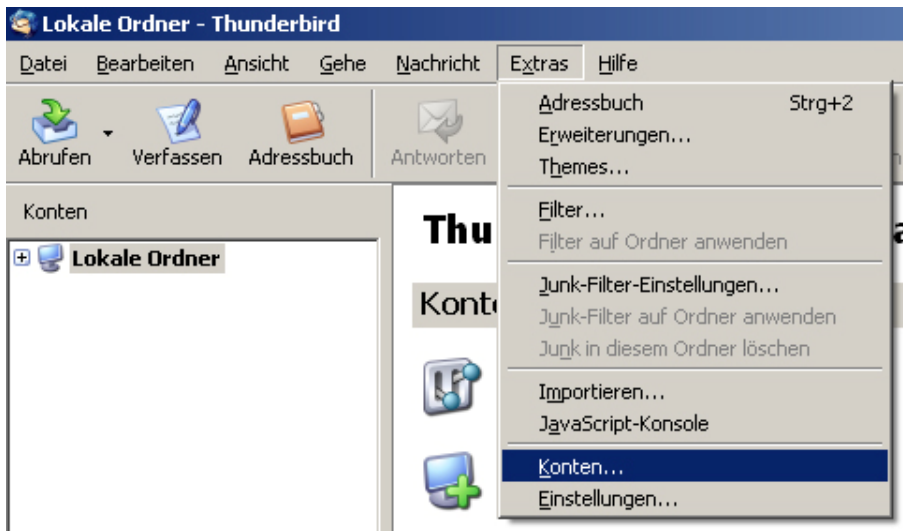 Lokale Ordner - Thunderbird
Datei Bearbeiten Ansicht Gehe Nachricht Extras Hilfe
Abrufen Verfassen Adressbuch Antworten
Konten
Lokale Ordner
Adressbuch Strg+2
Erweiterungen...
Themes...
Filter...
Filter auf Ordner anwenden
Junk-Filter-Einstellungen...
Junk-Filter auf Ordner anwenden
Junk in diesem Ordner löschen
Importieren...
JavaScript-Konsole
Konten...
Einstellungen...